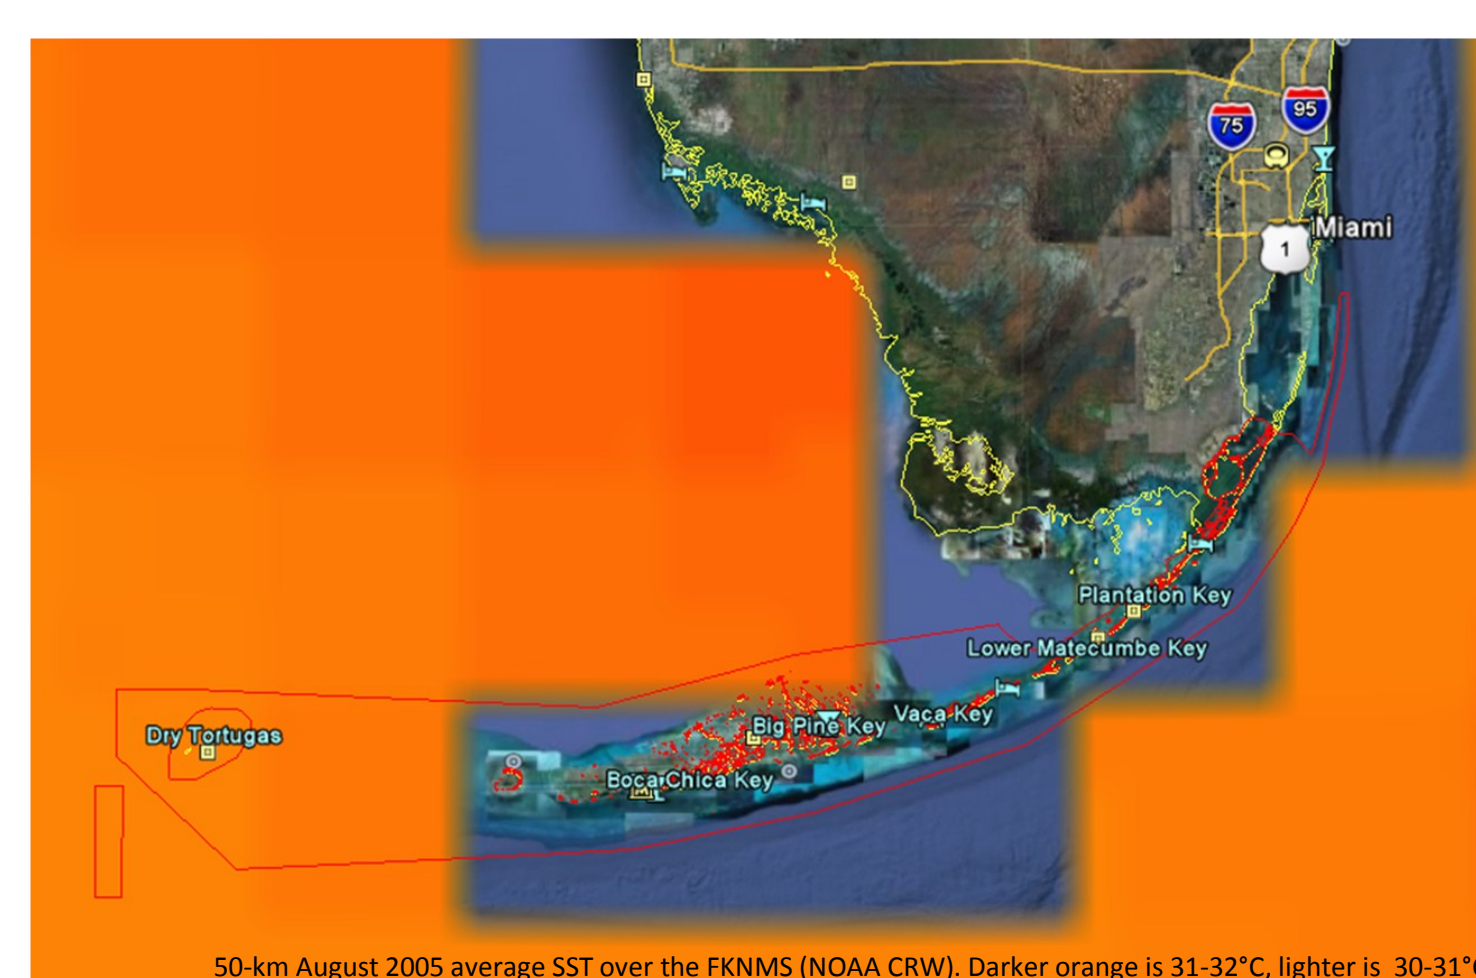 75
95
Miami
1
Plantation Key
Lower Matecumbe Key
Vaca Key
Big Pine Key
Dry Tortugas
Boca Chica Key
50-km August 2005 average SST over the FKNMS (NOAA CRW). Darker orange is 31-32°C, lighter is 30-31°